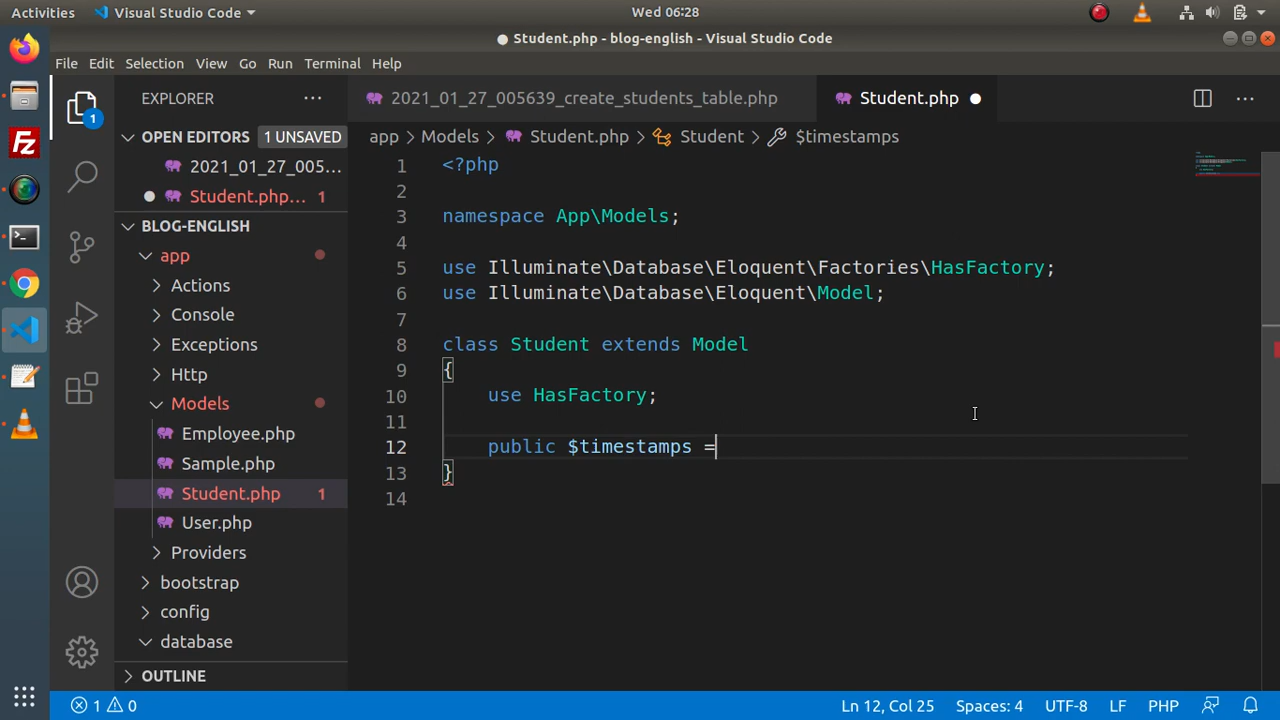 Activities Visual Studio Code Wed 06:28
Student.php - blog-english - Visual Studio Code
File Edit Selection View Go Run Terminal Help
EXPLORER
2021_01_27_005639_create_students_table.php
Student.php
OPEN EDITORS 1 UNSAVED
app > Models > Student.php > Student > $timestamps
2021_01_27_005...
Student.php... 1
BLOG-ENGLISH
app
Actions
Console
Exceptions
Http
Models
Employee.php
Sample.php
Student.php 1
User.php
Providers
bootstrap
config
database
OUTLINE
1 <?php
2
3 namespace App\Models;
4
5 use Illuminate\Database\Eloquent\Factories\HasFactory;
6 use Illuminate\Database\Eloquent\Model;
7
8 class Student extends Model
9 {
10 use HasFactory;
11
12 public $timestamps =
13 }
14
1
1 0
Ln 12, Col 25 Spaces: 4 UTF-8 LF PHP